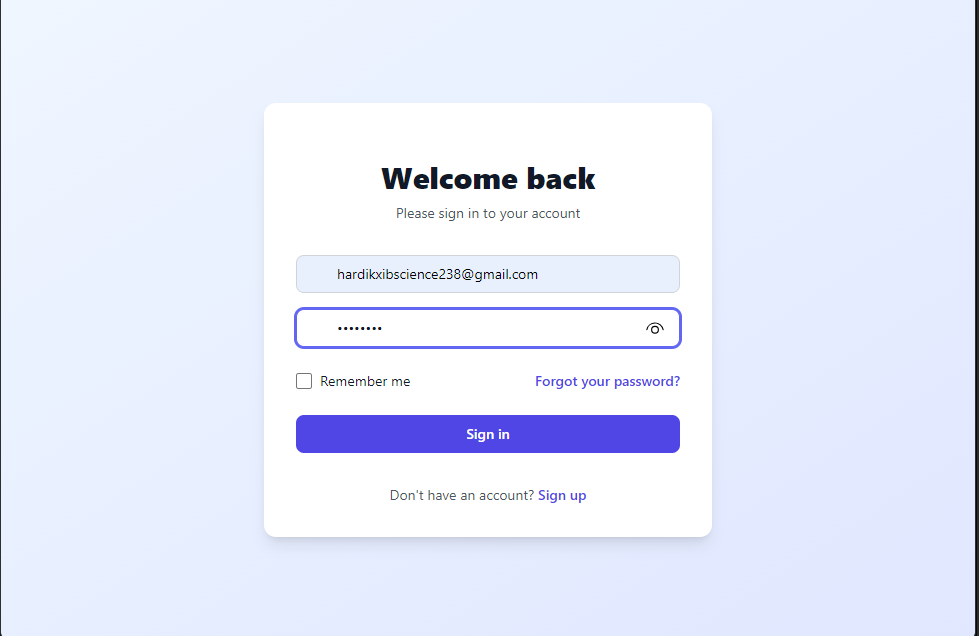 Welcome back
Please sign in to your account
hardikxibscience238@gmail.com
••••••••
Remember me
Forgot your password?
Sign in
Don't have an account? Sign up